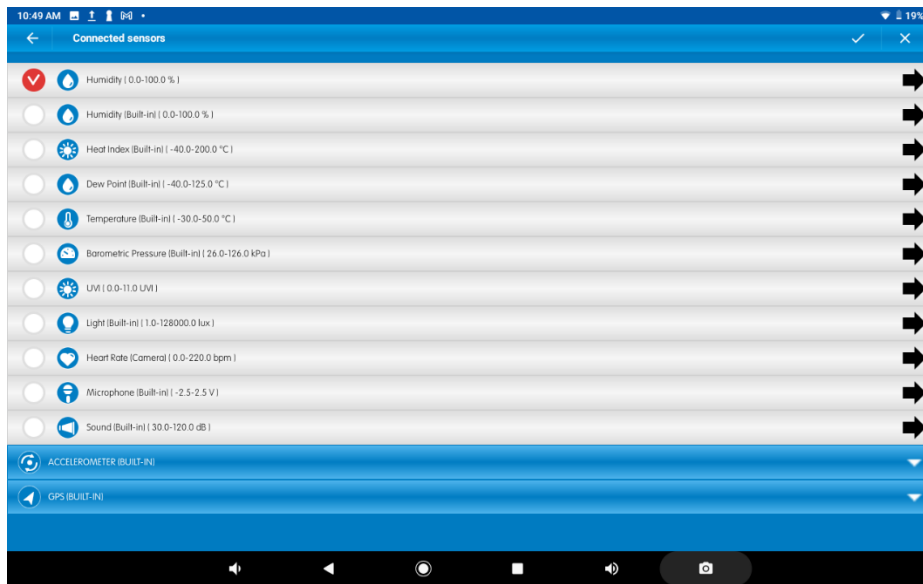 10:49 AM
19%
Connected sensors
Humidity ( 0.0-100.0 % )
Humidity (Built-in) ( 0.0-100.0 % )
Heat Index (Built-in) ( -40.0-200.0 °C )
Dew Point (Built-in) ( -40.0-125.0 °C )
Temperature (Built-in) ( -30.0-50.0 °C )
Barometric Pressure (Built-in) ( 26.0-126.0 kPa )
UVI ( 0.0-11.0 UVI )
Light (Built-in) ( 1.0-128000.0 lux )
Heart Rate (Camera) ( 0.0-220.0 bpm )
Microphone (Built-in) ( -2.5-2.5 V )
Sound (Built-in) ( 30.0-120.0 dB )
ACCELEROMETER (BUILT-IN)
GPS (BUILT-IN)